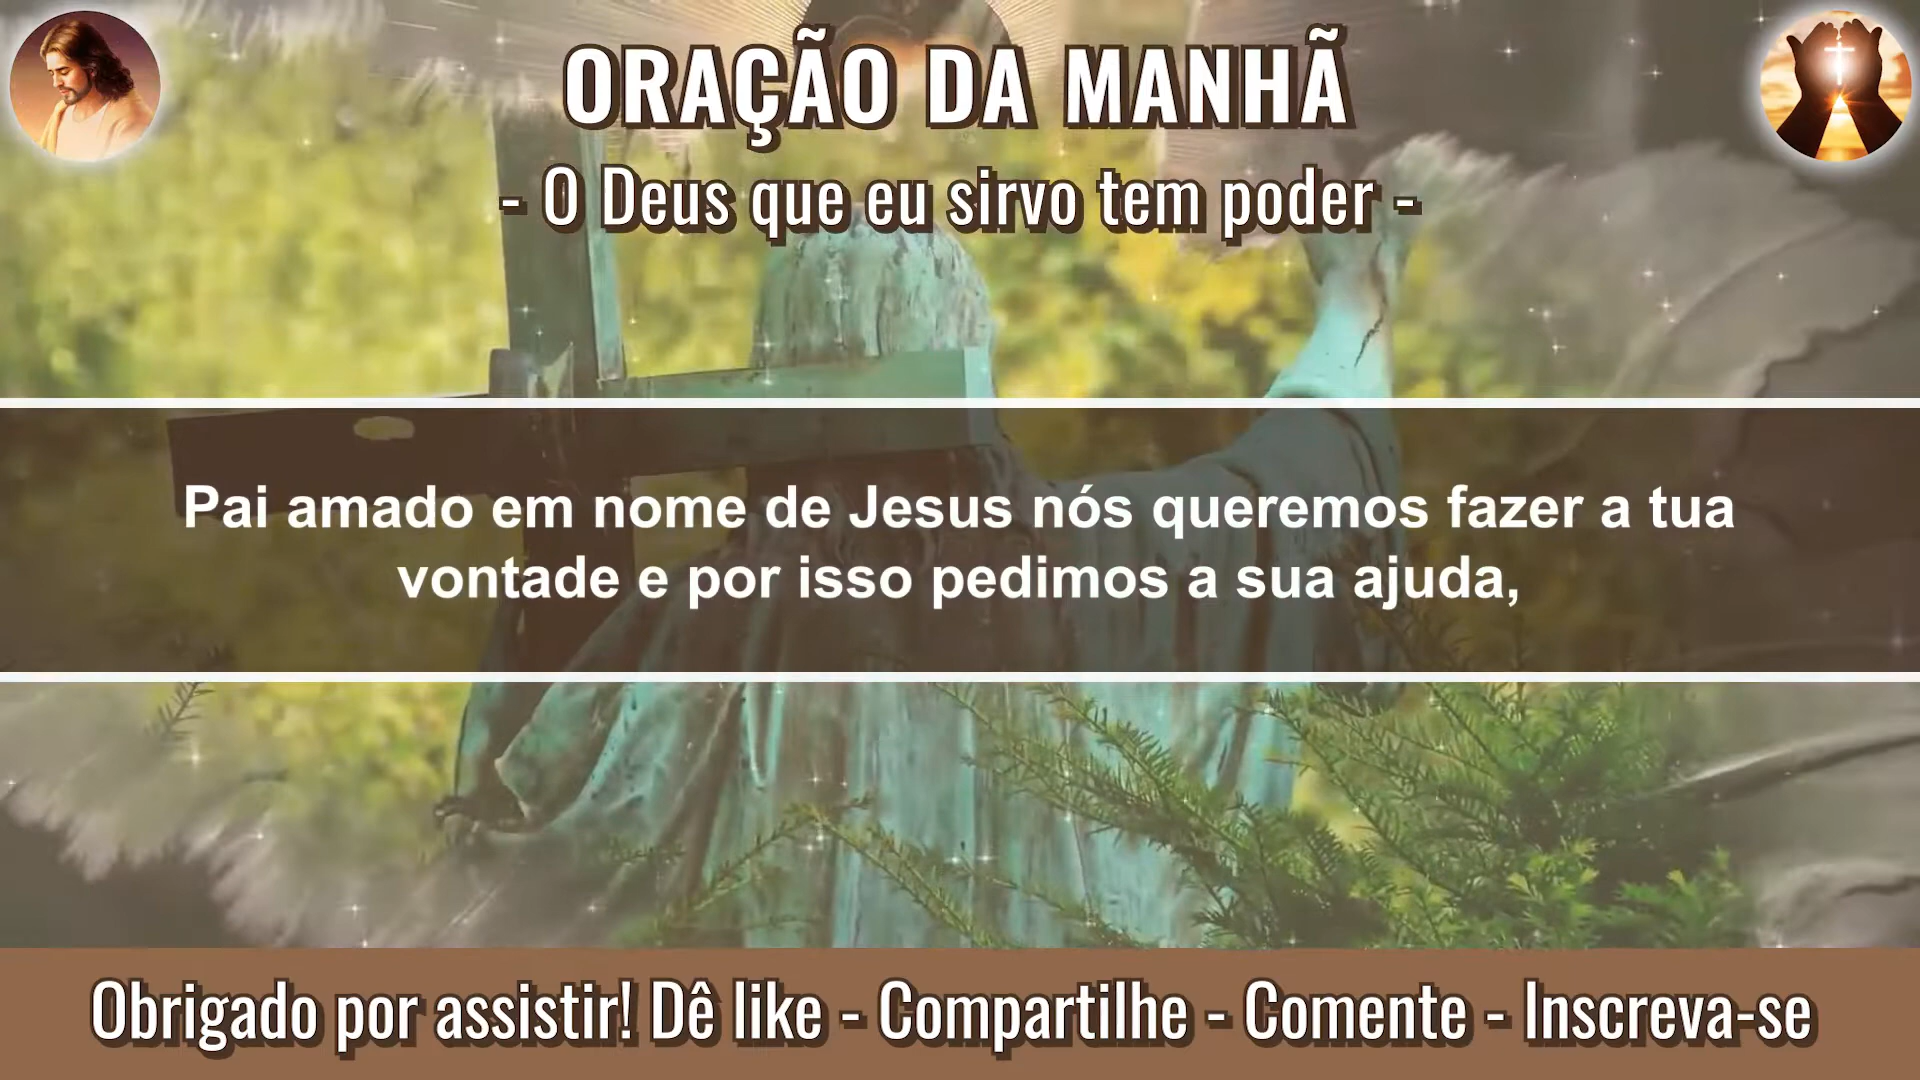 ORAÇÃO DA MANHÃ
- O Deus que eu sirvo tem poder -
Pai amado em nome de Jesus nós queremos fazer a tua
vontade e por isso pedimos a sua ajuda,
Obrigado por assistir! Dê like - Compartilhe - Comente - Inscreva-se